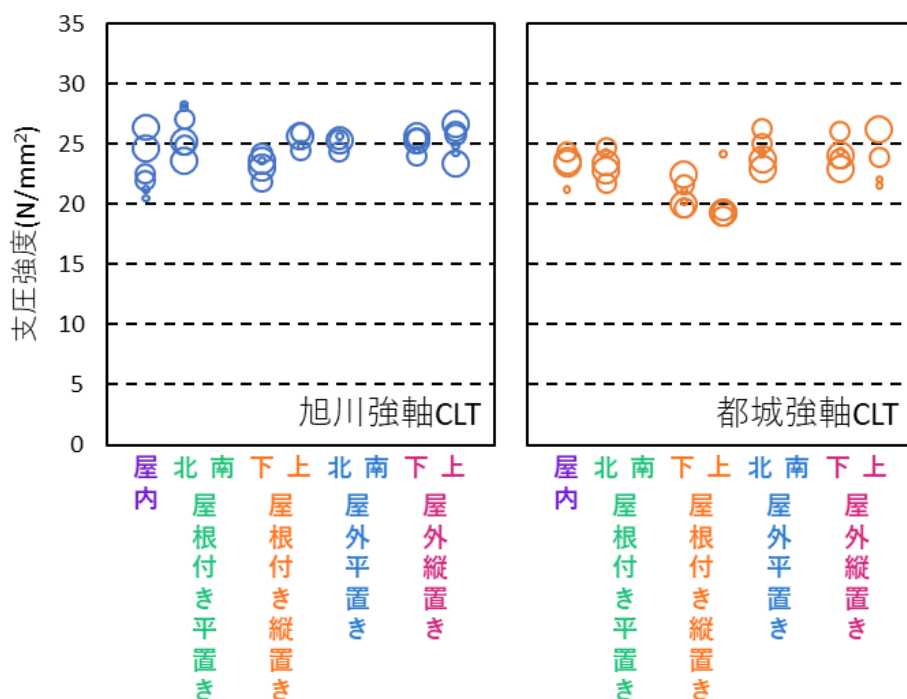 支圧強度(N/mm²)
35
30
25
20
15
10
5
0
旭川強軸CLT
都城強軸CLT
屋内
北 南
屋根付き平置き
下 上
屋根付き縦置き
北 南
屋外平置き
下 上
屋外縦置き
屋内
北 南
屋根付き平置き
下 上
屋根付き縦置き
北 南
屋外平置き
下 上
屋外縦置き